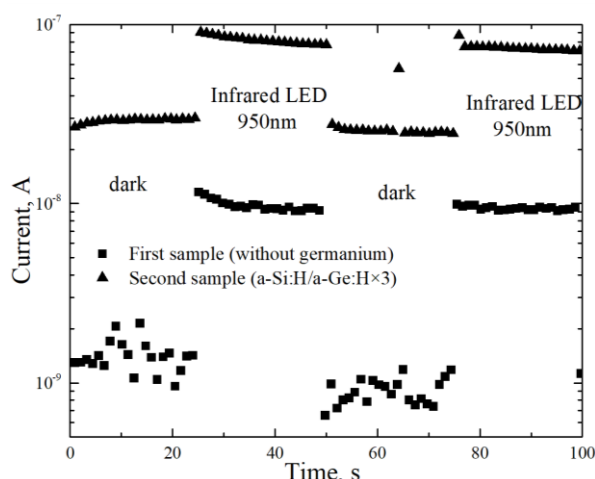 10⁻⁷
Infrared LED
950nm
Infrared LED
950nm
dark
dark
10⁻⁸
First sample (without germanium)
Second sample (a-Si:H/a-Ge:H×3)
10⁻⁹
Current, A
0 20 40 60 80 100
Time, s